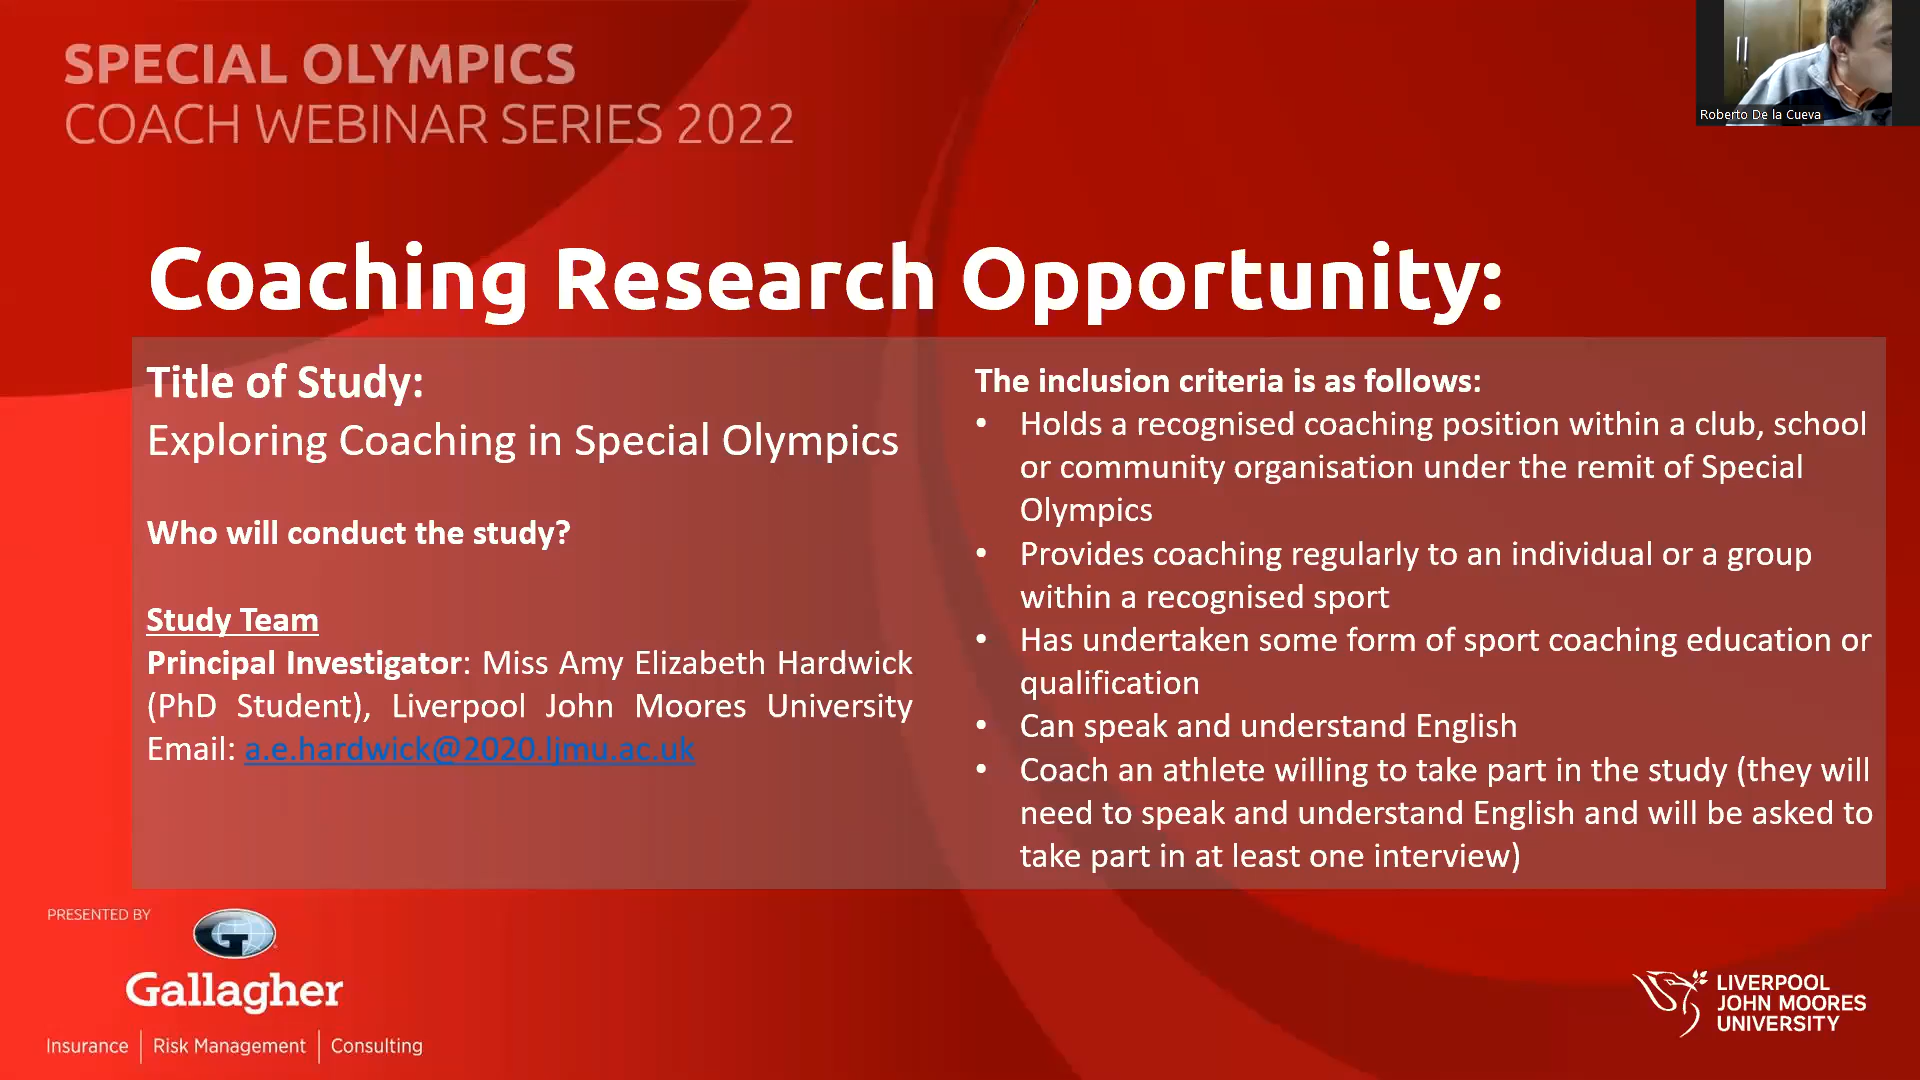 SPECIAL OLYMPICS
COACH WEBINAR SERIES 2022
Roberto De la Cueva
Coaching Research Opportunity:
Title of Study:
Exploring Coaching in Special Olympics
Who will conduct the study?
Study Team
Principal Investigator: Miss Amy Elizabeth Hardwick
(PhD Student), Liverpool John Moores University
Email: a.e.hardwick@2020.ljmu.ac.uk
The inclusion criteria is as follows:
• Holds a recognised coaching position within a club, school
or community organisation under the remit of Special
Olympics
• Provides coaching regularly to an individual or a group
within a recognised sport
• Has undertaken some form of sport coaching education or
qualification
• Can speak and understand English
• Coach an athlete willing to take part in the study (they will
need to speak and understand English and will be asked to
take part in at least one interview)
PRESENTED BY
G
Gallagher
Insurance | Risk Management | Consulting
LIVERPOOL
JOHN MOORES
UNIVERSITY